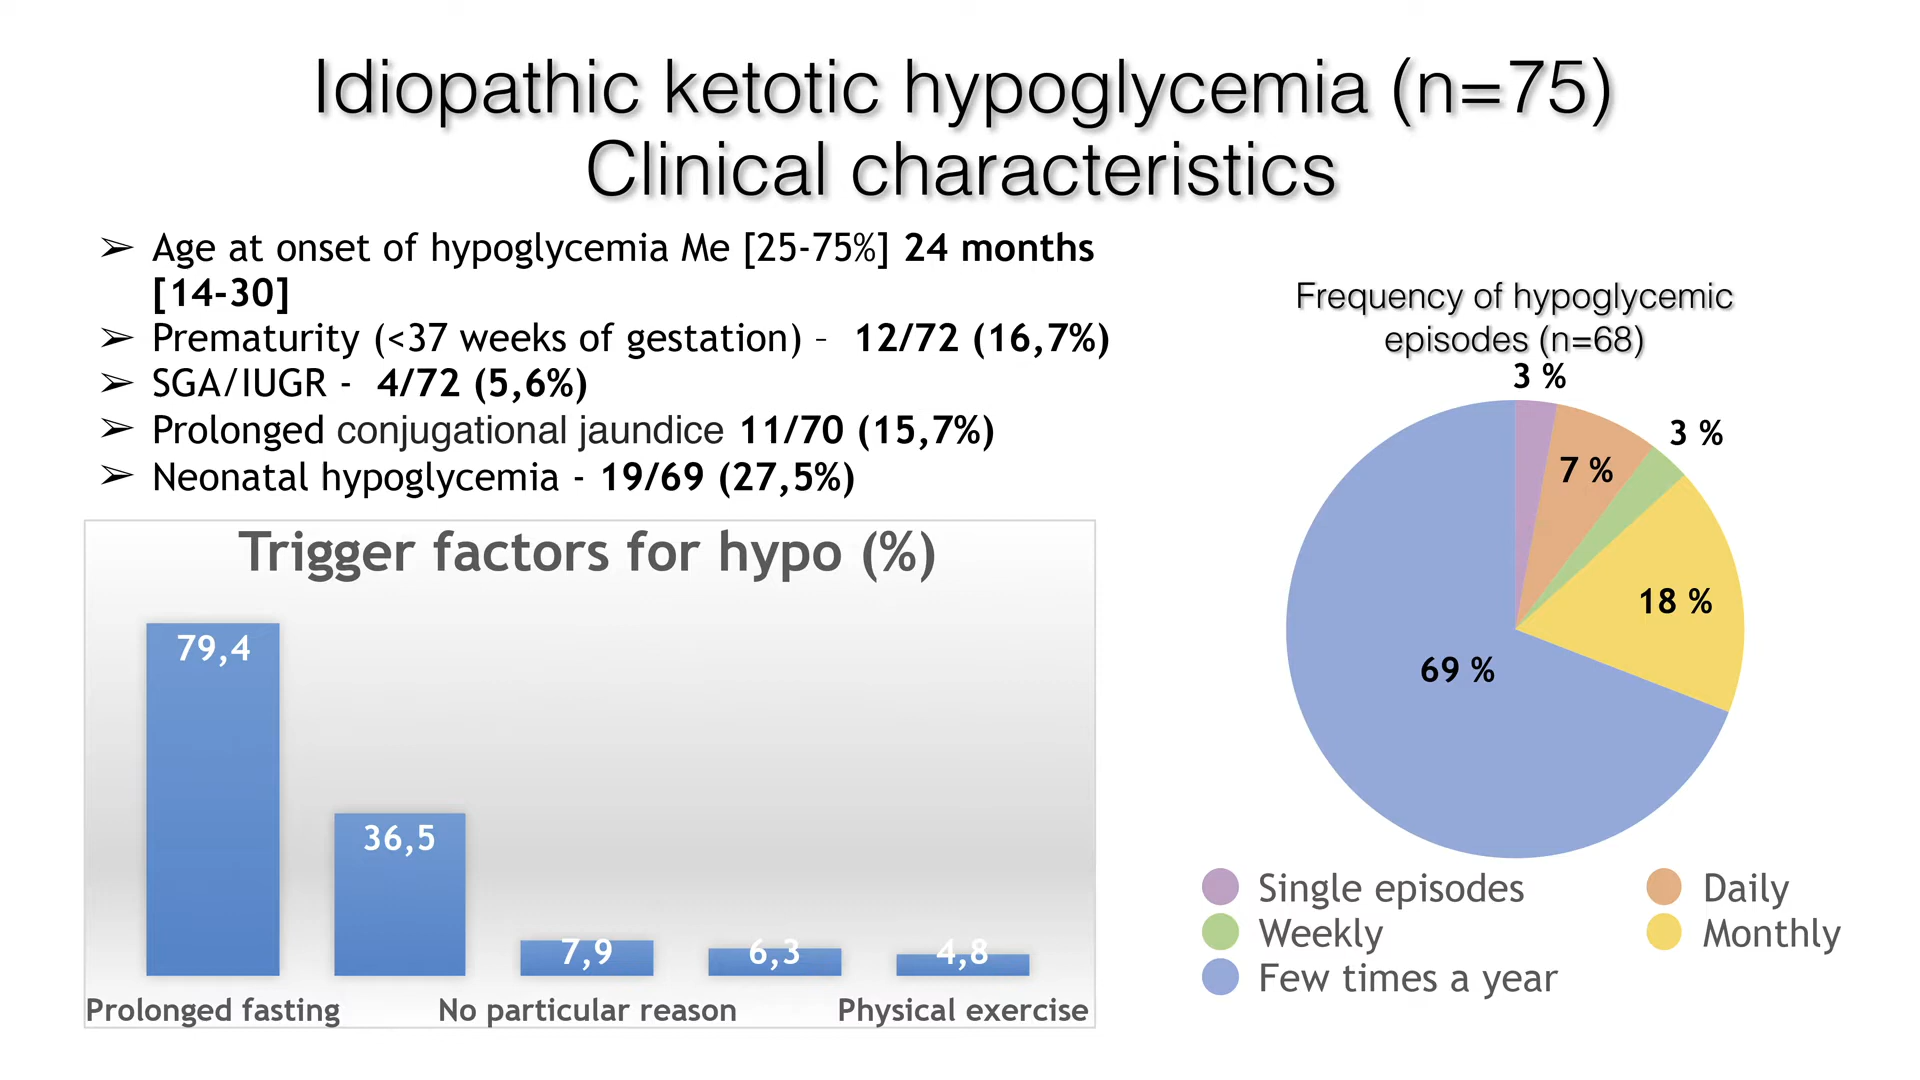 Idiopathic ketotic hypoglycemia (n=75)
Clinical characteristics
➢ Age at onset of hypoglycemia Me [25-75%] 24 months
[14-30]
➢ Prematurity (<37 weeks of gestation) – 12/72 (16,7%)
➢ SGA/IUGR - 4/72 (5,6%)
➢ Prolonged conjugational jaundice 11/70 (15,7%)
➢ Neonatal hypoglycemia - 19/69 (27,5%)
Trigger factors for hypo (%)
79,4
36,5
7,9
6,3
4,8
Prolonged fasting
No particular reason
Physical exercise
Frequency of hypoglycemic
episodes (n=68)
3 %
7 %
3 %
18 %
69 %
Single episodes
Daily
Weekly
Monthly
Few times a year